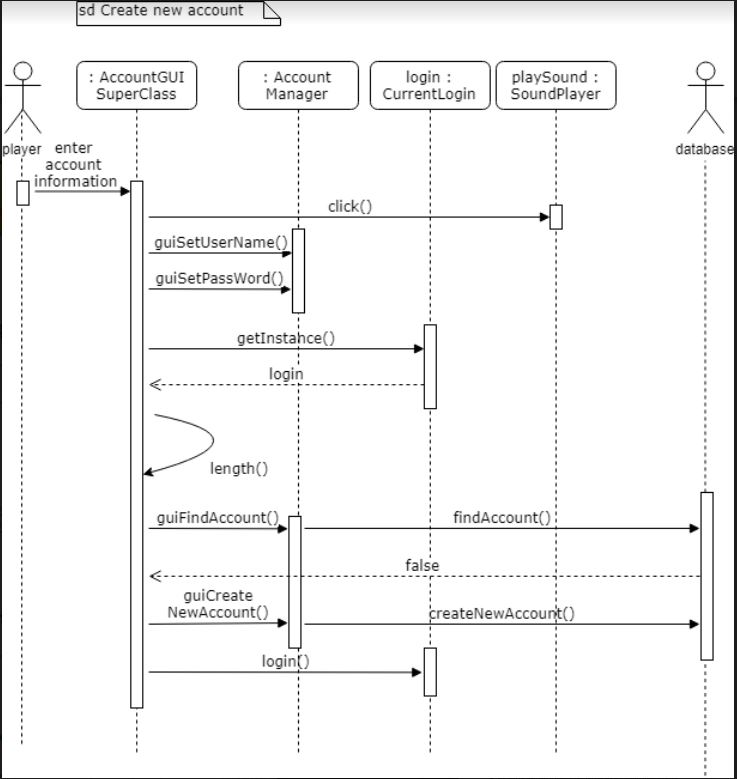 sd Create new account
: AccountGUI
SuperClass
: Account
Manager
login :
CurrentLogin
playSound :
SoundPlayer
player
database
enter
account
information
click()
guiSetUserName()
guiSetPassWord()
getInstance()
login
length()
guiFindAccount()
findAccount()
false
guiCreate
NewAccount()
createNewAccount()
login()